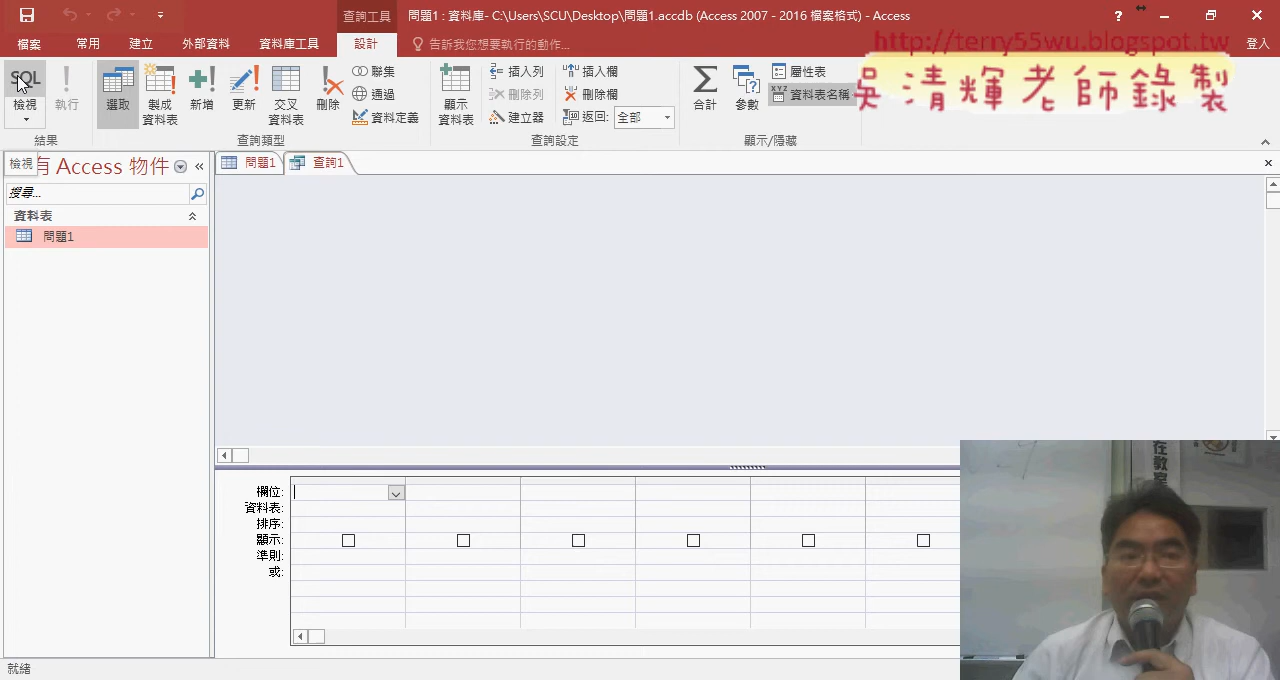 查詢工具
問題1 : 資料庫- C:\Users\SCU\Desktop\問題1.accdb (Access 2007 - 2016 檔案格式) - Access
?
檔案 常用 建立 外部資料 資料庫工具 設計 告訴我您想要執行的動作... 登入
http://terry55wu.blogspot.tw
吳清輝老師錄製
SQL
檢視
執行
結果
選取
製成
資料表
新增
更新
交叉
資料表
刪除
聯集
通過
資料定義
查詢類型
顯示
資料表
插入列
刪除列
建立器
插入欄
刪除欄
返回: 全部
查詢設定
合計
參數
屬性表
資料表名稱
顯示/隱藏
檢視
有 Access 物件
搜尋...
資料表
問題1
問題1 查詢1
欄位:
資料表:
排序:
顯示:
準則:
或:
在教室
就緒